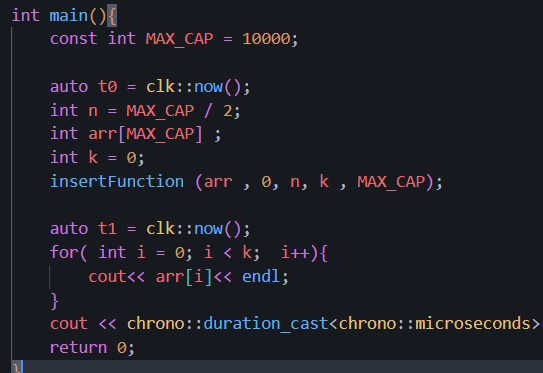 int main(){
const int MAX_CAP = 10000;
auto t0 = clk::now();
int n = MAX_CAP / 2;
int arr[MAX_CAP] ;
int k = 0;
insertFunction (arr , 0, n, k , MAX_CAP);
auto t1 = clk::now();
for( int i = 0; i < k;  i++){
cout<< arr[i]<< endl;
}
cout << chrono::duration_cast<chrono::microseconds>
return 0;
}